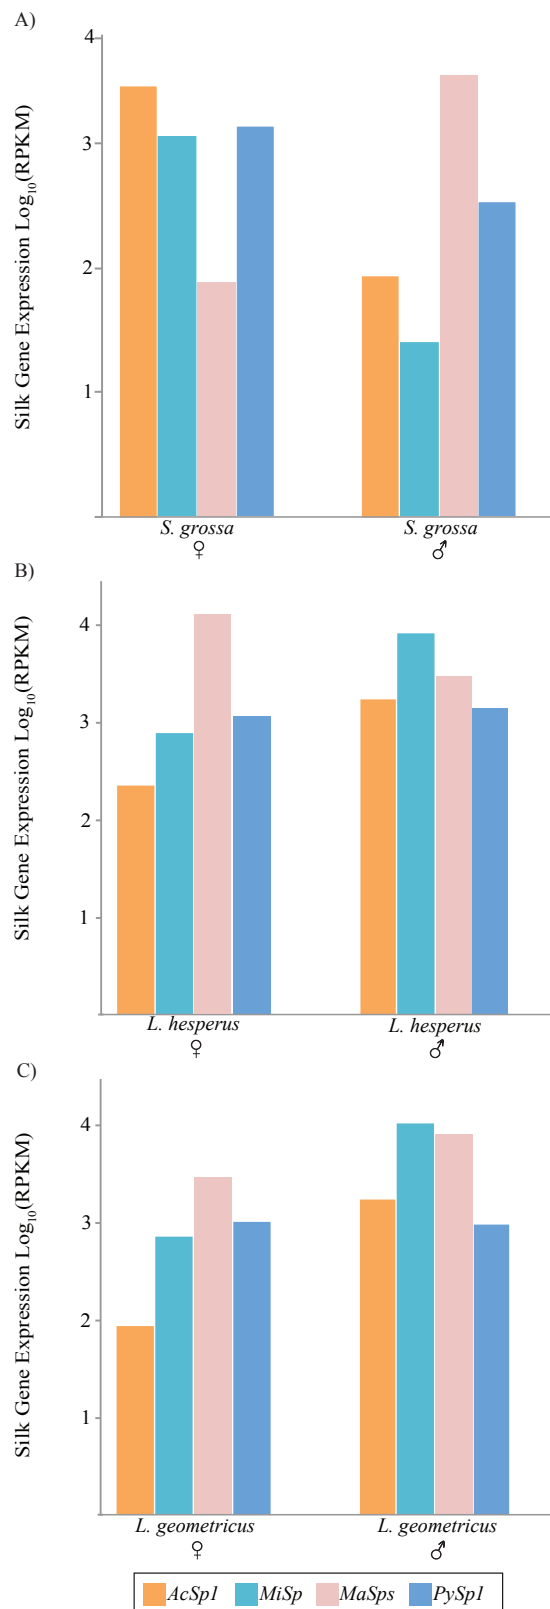 A)
Silk Gene Expression Log10(RPKM)
4
3
2
1
S. grossa S. grossa
♀ ♂
B)
Silk Gene Expression Log10(RPKM)
4
3
2
1
L. hesperus L. hesperus
♀ ♂
C)
Silk Gene Expression Log10(RPKM)
4
3
2
1
L. geometricus L. geometricus
♀ ♂
AcSp1 MiSp MaSps PySp1